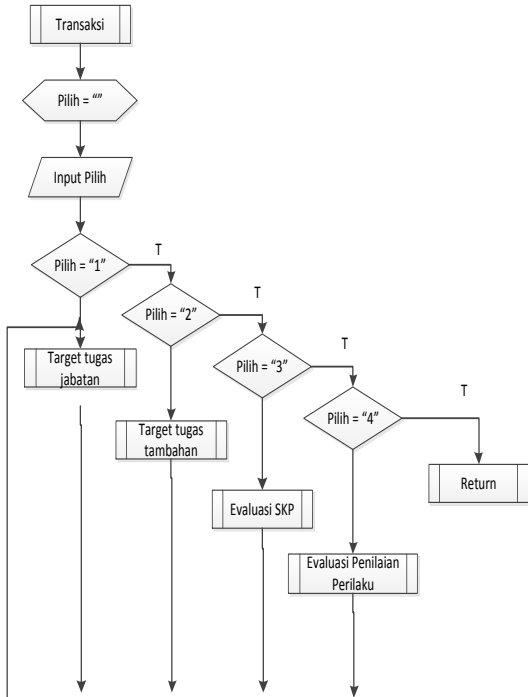 Transaksi
Pilih = “”
Input Pilih
Pilih = “1”
T
Pilih = “2”
T
Pilih = “3”
T
Pilih = “4”
T
Target tugas
jabatan
Target tugas
tambahan
Evaluasi SKP
Evaluasi Penilaian
Perilaku
Return